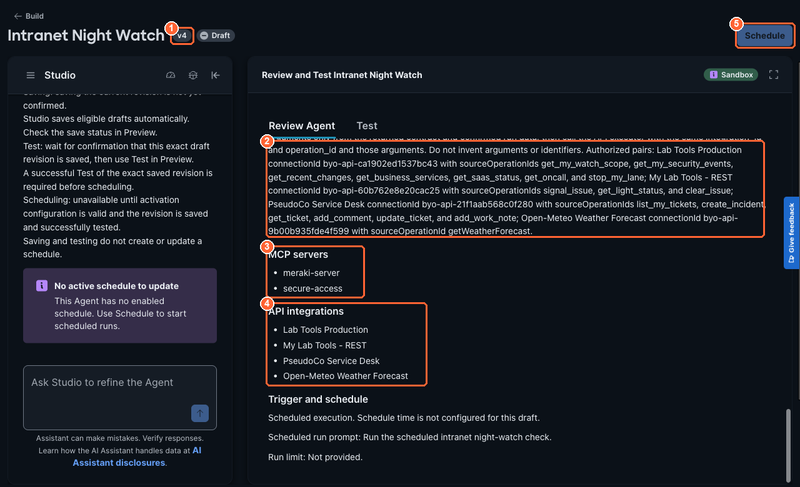 ← Build
1
Intranet Night Watch v4 Draft
5
Schedule
Studio
confirmed.
Studio saves eligible drafts automatically.
Check the save status in Preview.
Test: wait for confirmation that this exact draft
revision is saved, then use Test in Preview.
A successful Test of the exact saved revision is
required before scheduling.
Scheduling: unavailable until activation
configuration is valid and the revision is saved
and successfully tested.
Saving and testing do not create or update a
schedule.
No active schedule to update
This Agent has no enabled
schedule. Use Schedule to start
scheduled runs.
Ask Studio to refine the Agent
Assistant can make mistakes. Verify responses.
Learn how the AI Assistant handles data at AI
Assistant disclosures.
Review and Test Intranet Night Watch
Sandbox
Review Agent Test
2
and operation_id and those arguments. Do not invent arguments or identifiers. Authorized pairs: Lab Tools Production
connectionId byo-api-ca1902ed1537bc43 with sourceOperationIds get_my_watch_scope, get_my_security_events,
get_recent_changes, get_business_services, get_saas_status, get_oncall, and stop_my_lane; My Lab Tools - REST
connectionId byo-api-60b762e8e20cac25 with sourceOperationIds signal_issue, get_light_status, and clear_issue;
PseudoCo Service Desk connectionId byo-api-21f1aab568c0f280 with sourceOperationIds list_my_tickets, create_incident,
get_ticket, add_comment, update_ticket, and add_work_note; Open-Meteo Weather Forecast connectionId byo-api-
9b00b935fde4f599 with sourceOperationId getWeatherForecast.
3
MCP servers
• meraki-server
• secure-access
4
API integrations
• Lab Tools Production
• My Lab Tools - REST
• PseudoCo Service Desk
• Open-Meteo Weather Forecast
Trigger and schedule
Scheduled execution. Schedule time is not configured for this draft.
Scheduled run prompt: Run the scheduled intranet night-watch check.
Run limit: Not provided.
Give feedback